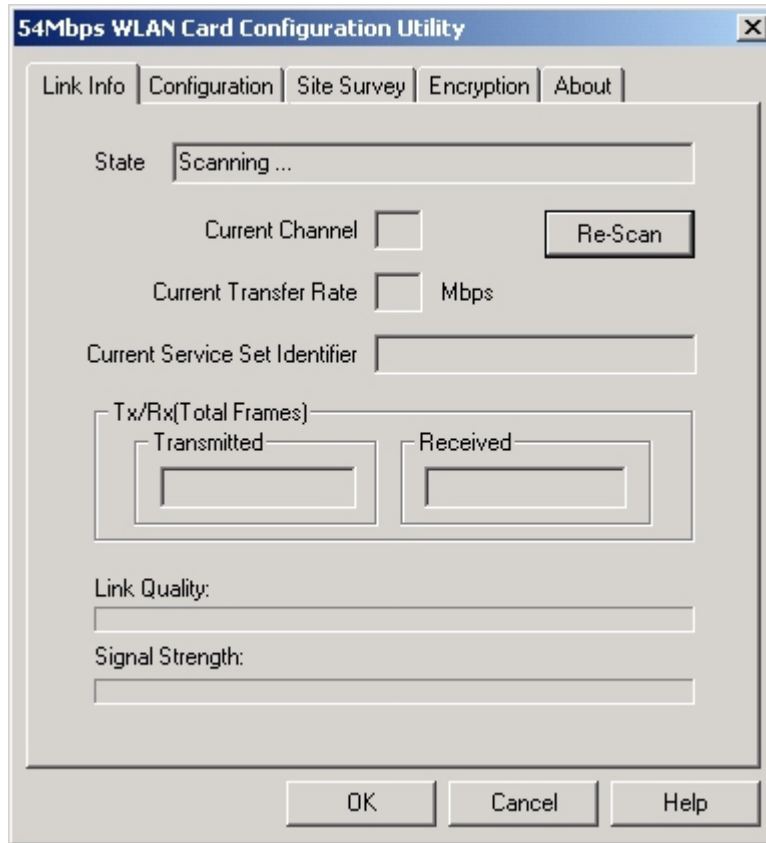 54Mbps WLAN Card Configuration Utility
Link Info Configuration Site Survey Encryption About
State Scanning ...
Current Channel Re-Scan
Current Transfer Rate Mbps
Current Service Set Identifier
Tx/Rx(Total Frames)
Transmitted Received
Link Quality:
Signal Strength:
OK Cancel Help